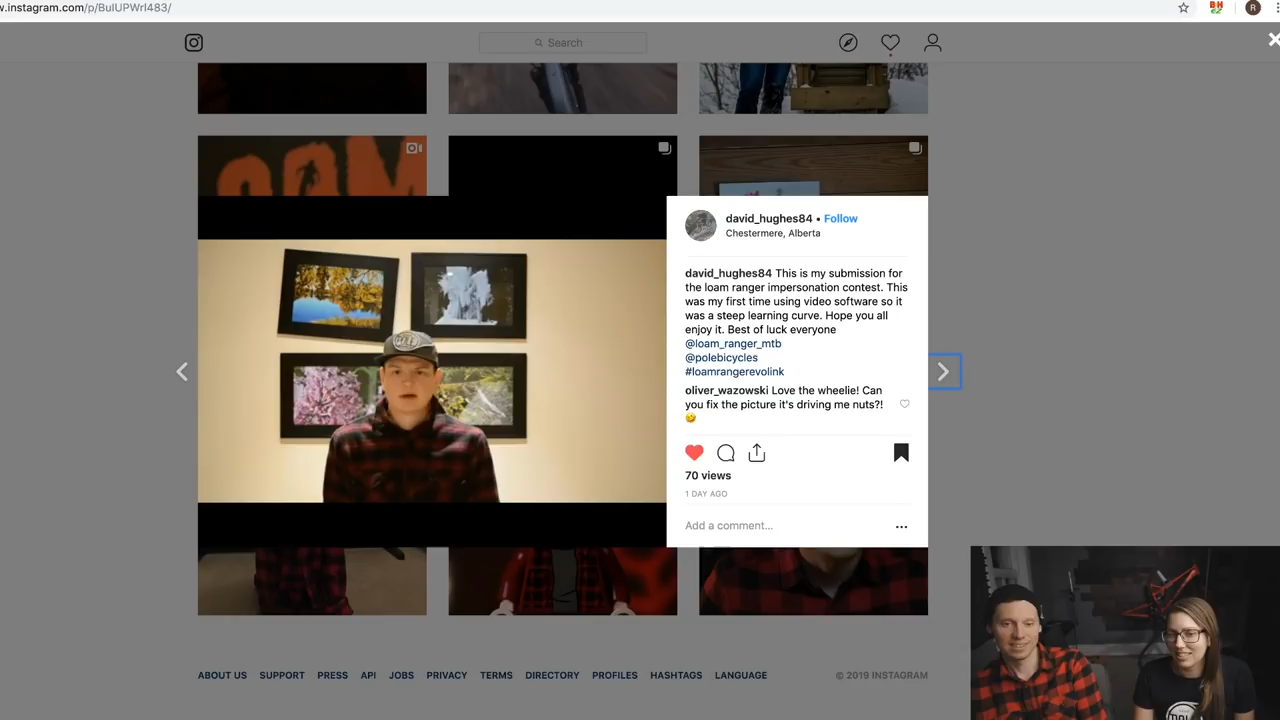 w.instagram.com/p/BuIUPWrI483/
R
Search
david_hughes84 • Follow
Chestermere, Alberta
david_hughes84 This is my submission for
the loam ranger impersonation contest. This
was my first time using video software so it
was a steep learning curve. Hope you all
enjoy it. Best of luck everyone
@loam_ranger_mtb
@polebicycles
#loamrangerevolink
oliver_wazowski Love the wheelie! Can
you fix the picture it's driving me nuts?!
70 views
1 DAY AGO
Add a comment...
ABOUT US SUPPORT PRESS API JOBS PRIVACY TERMS DIRECTORY PROFILES HASHTAGS LANGUAGE © 2019 INSTAGRAM